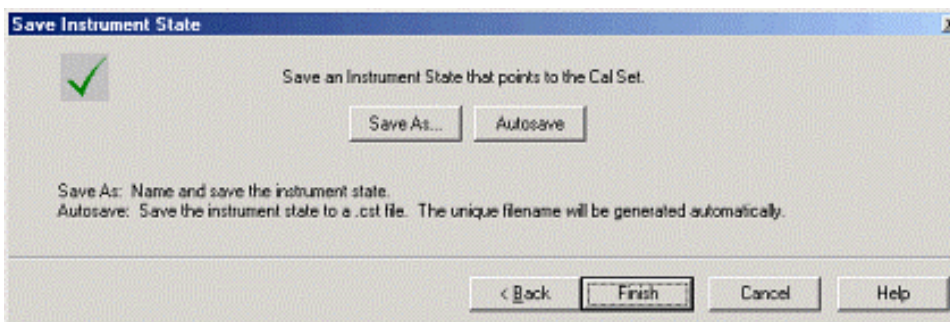 Save Instrument State
Save an Instrument State that points to the Cal Set.
Save As... Autosave
Save As: Name and save the instrument state.
Autosave: Save the instrument state to a .cst file. The unique filename will be generated automatically.
< Back Finish Cancel Help